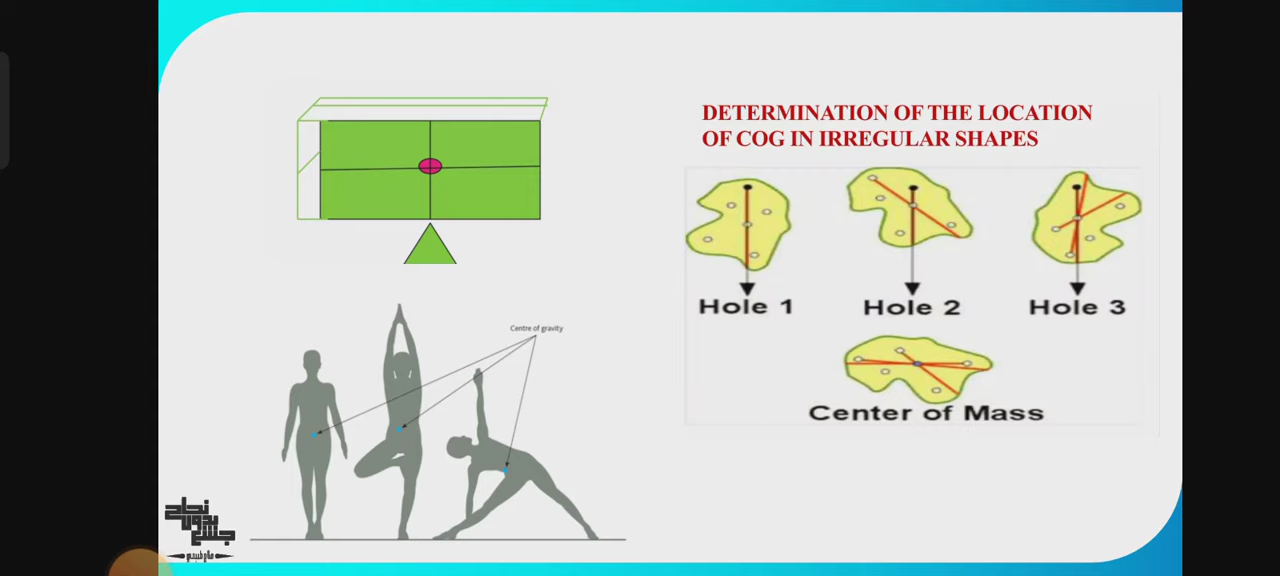 DETERMINATION OF THE LOCATION
OF COG IN IRREGULAR SHAPES
Hole 1
Hole 2
Hole 3
Center of Mass
Centre of gravity